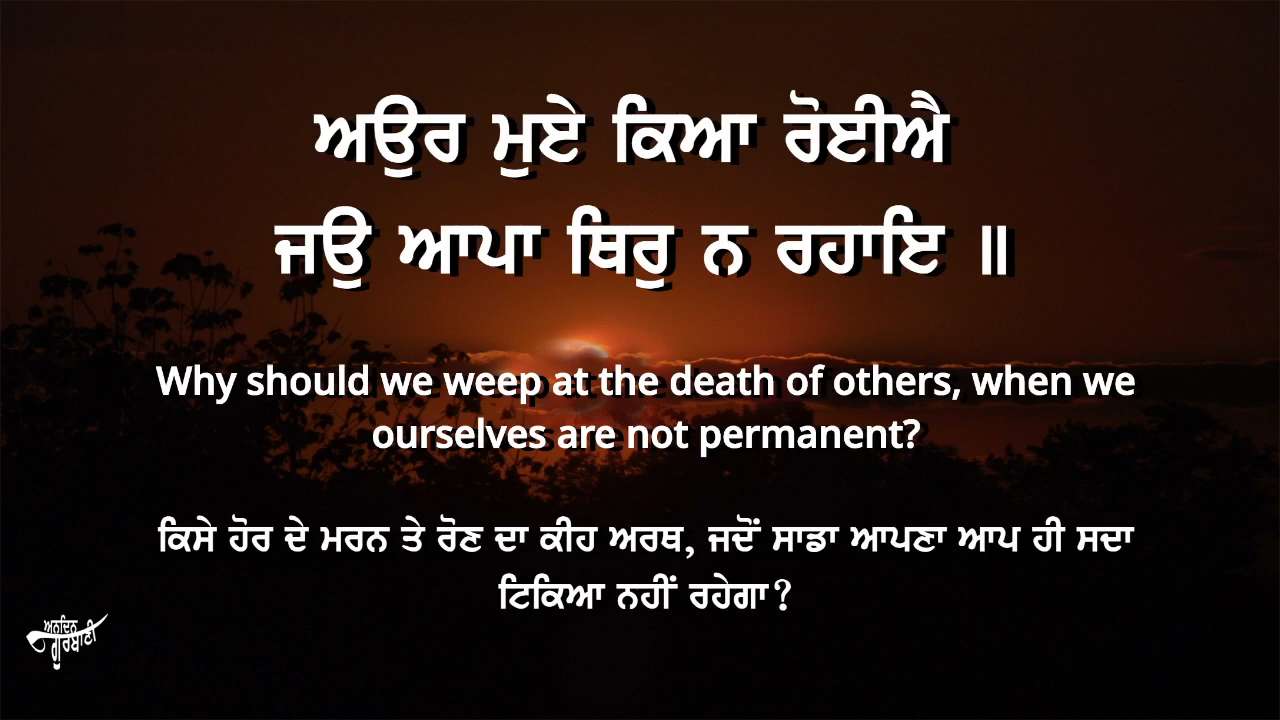 ਅਉਰ ਮੁਏ ਕਿਆ ਰੋਈਐ
ਜਉ ਆਪਾ ਥਿਰੁ ਨ ਰਹਾਇ ॥
Why should we weep at the death of others, when we
ourselves are not permanent?
ਕਿਸੇ ਹੋਰ ਦੇ ਮਰਨ ਤੇ ਰੋਣ ਦਾ ਕੀਹ ਅਰਥ, ਜਦੋਂ ਸਾਡਾ ਆਪਣਾ ਆਪ ਹੀ ਸਦਾ
ਟਿਕਿਆ ਨਹੀਂ ਰਹੇਗਾ?
ਅਨਦਿਨ
ਗੁਰਬਾਣੀ